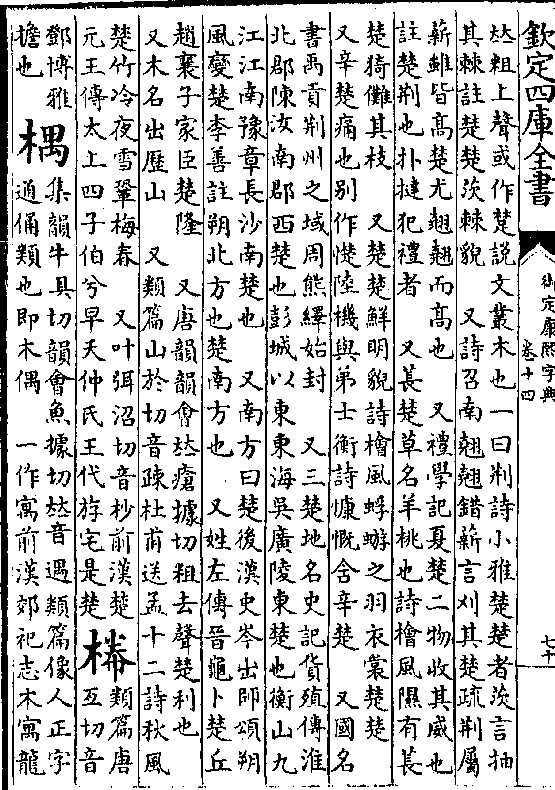 欽定四庫全書
御定康熙字典
卷十四
七十
𠀤粗上聲或作椘説文叢木也一曰荆詩小雅楚楚者茨言抽
其棘註楚楚茨棘貌 又詩召南翹翹錯薪言刈其楚疏荆屬
薪雖皆髙楚尤翹翹而髙也 又禮學記夏楚二物收其威也
註楚荆也扑撻犯禮者 又萇楚草名羊桃也詩檜風隰有萇
楚猗儺其枝 又楚楚鮮明貌詩檜風蜉蝣之羽衣裳楚楚
又辛楚痛也别作憷陸機與弟士衡詩慷慨含辛楚 又國名
書禹貢荆州之域周熊繹始封 又三楚地名史記貨殖傳淮
北郡陳汝南郡西楚也彭城以東東海吳廣陵東楚也衡山九
江江南豫章長沙南楚也 又南方曰楚後漢史岑出師頌朔
風變楚李善註朔北方也楚南方也 又姓左傳晉龜卜楚丘
趙襄子家臣楚隆 又唐韻韻會𠀤瘡據切粗去聲楚利也
又木名出歷山 又類篇山於切音疎杜甫送孟十二詩秋風
楚竹冷夜雪鞏梅春 又叶弭沼切音杪前漢楚
元王傳太上四子伯兮早夭仲氏王代斿宅是楚
類篇唐
亙切音
鄧博雅
擔也
集韻牛具切韻會魚據切𠀤音遇類篇像人正字
通俑類也即木偶 一作寓前漢郊祀志木寓龍